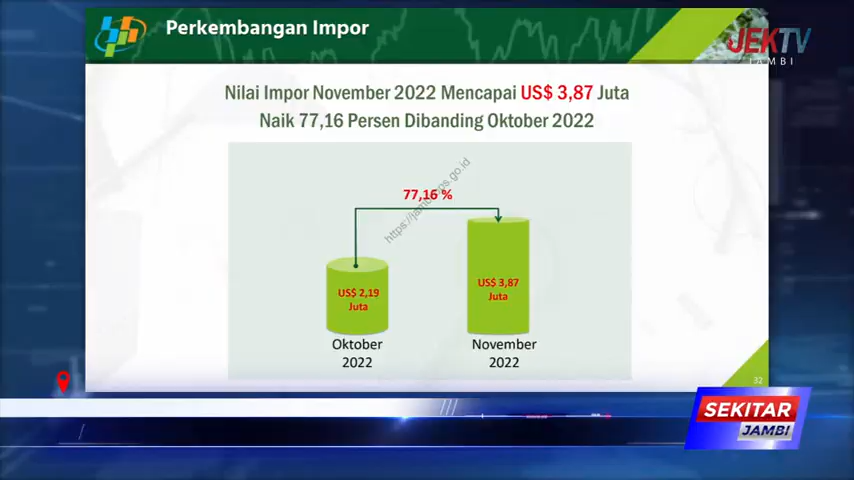 Perkembangan Impor
JEKTV
JAMBI
Nilai Impor November 2022 Mencapai US$ 3,87 Juta
Naik 77,16 Persen Dibanding Oktober 2022
77,16 %
https://jambi.bps.go.id
US$ 2,19
Juta
US$ 3,87
Juta
Oktober
2022
November
2022
32
SEKITAR
JAMBI